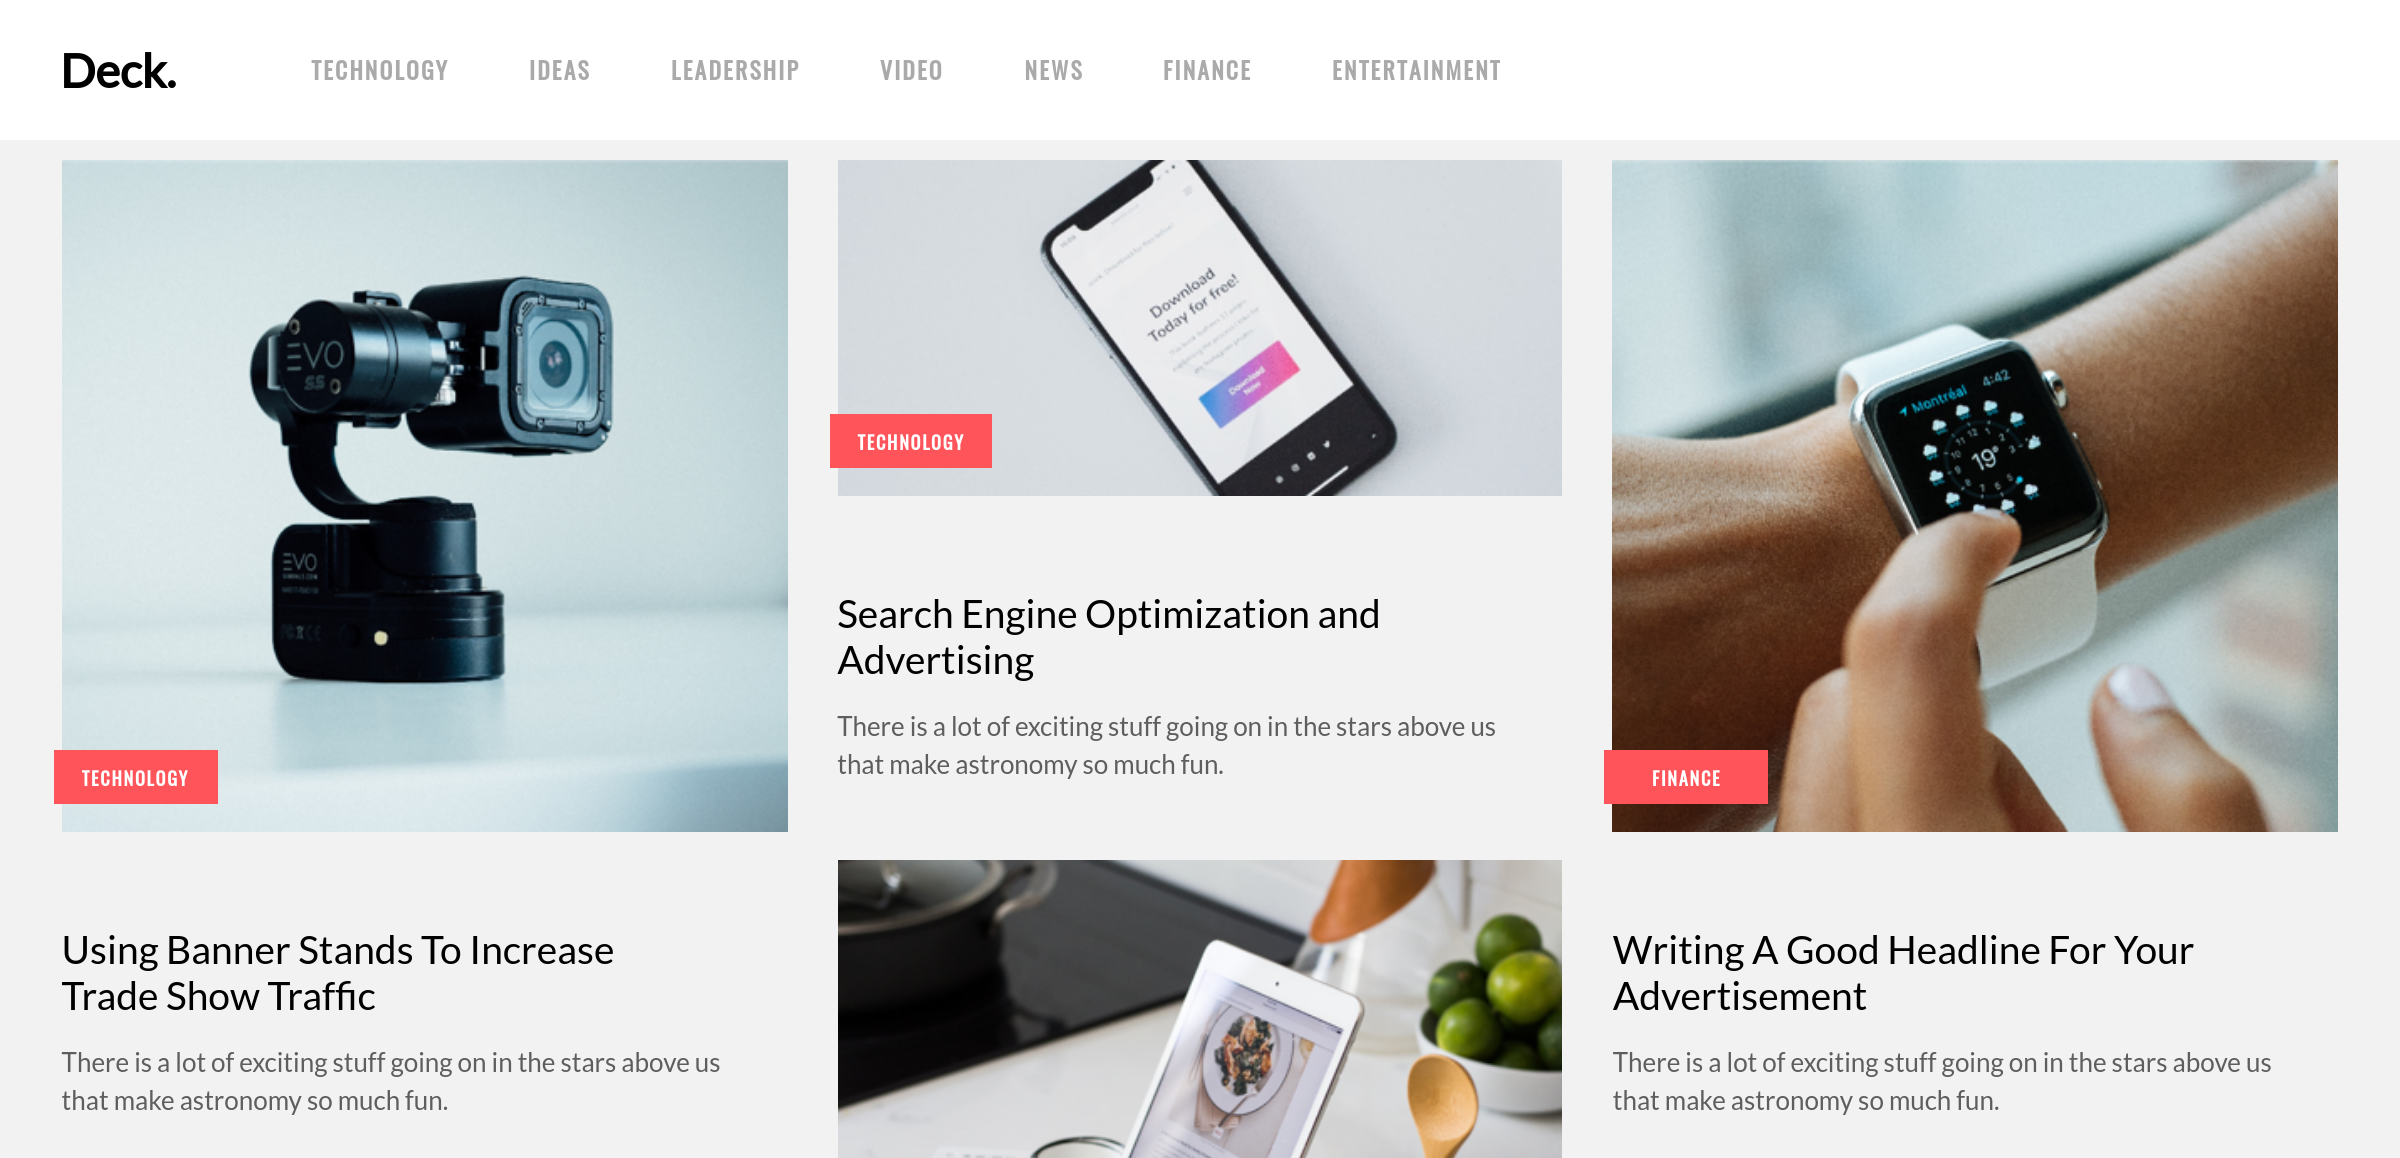 Deck.
TECHNOLOGY IDEAS LEADERSHIP VIDEO NEWS FINANCE ENTERTAINMENT
EVO
SS
EVO
TECHNOLOGY
Using Banner Stands To Increase
Trade Show Traffic
There is a lot of exciting stuff going on in the stars above us
that make astronomy so much fun.
Download
Today for free!
Download
Now
TECHNOLOGY
Search Engine Optimization and
Advertising
There is a lot of exciting stuff going on in the stars above us
that make astronomy so much fun.
Montréal 4:42
19°
FINANCE
Writing A Good Headline For Your
Advertisement
There is a lot of exciting stuff going on in the stars above us
that make astronomy so much fun.